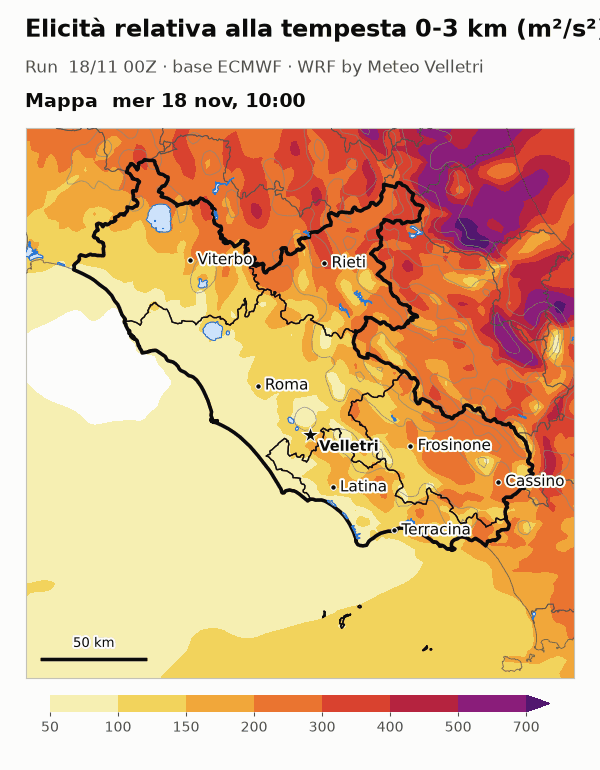 Elicità relativa alla tempesta 0-3 km (m²/s²)
Run 18/11 00Z · base ECMWF · WRF by Meteo Velletri
Mappa mer 18 nov, 10:00
Viterbo
Rieti
Roma
Velletri
Frosinone
Cassino
Latina
Terracina
50 km
50 100 150 200 300 400 500 700